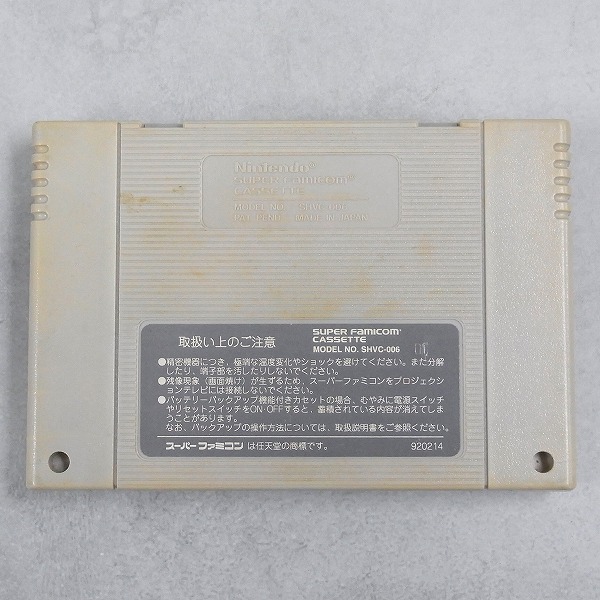 Nintendo®
SUPER FAMICOM®
CASSETTE
MODEL NO. SHVC-006
PAT. PEND. MADE IN JAPAN
取扱い上のご注意
SUPER FAMICOM®
CASSETTE
MODEL NO. SHVC-006
●精密機器につき、極端な温度変化やショックを避けてください。また分解
したり、端子部を汚したりしないでください。
●残像現象（画面焼け）が生ずるため、スーパーファミコンをプロジェクシ
ョンテレビには接続しないでください。
●バッテリーバックアップ機能付きカセットの場合、むやみに電源スイッチ
やリセットスイッチをON・OFFすると、蓄積されている内容が消えてしま
うことがあります。
なお、バックアップの操作方法については、取扱説明書をご参照ください。
スーパーファミコン は任天堂の商標です。 920214